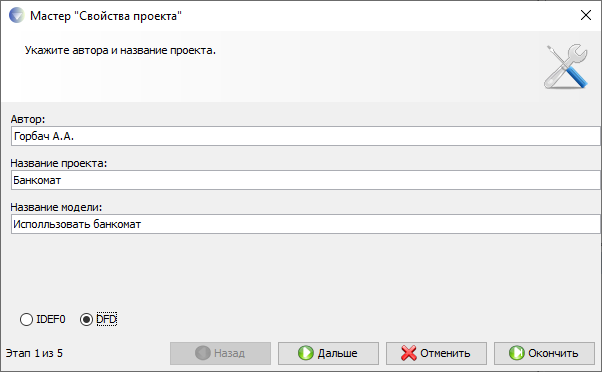 Мастер "Свойства проекта"
Укажите автора и название проекта.
Автор:
Горбач А.А.
Название проекта:
Банкомат
Название модели:
Исполльзовать банкомат
IDEF0 DFD
Этап 1 из 5 Назад Дальше Отменить Окончить